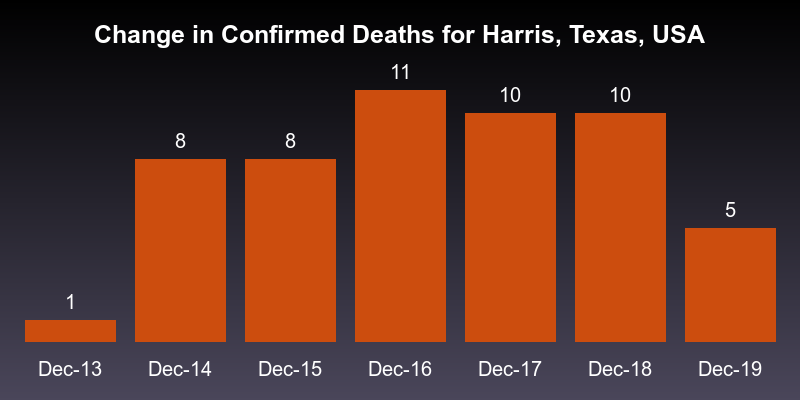 Change in Confirmed Deaths for Harris, Texas, USA
1 8 8 11 10 10 5
Dec-13 Dec-14 Dec-15 Dec-16 Dec-17 Dec-18 Dec-19